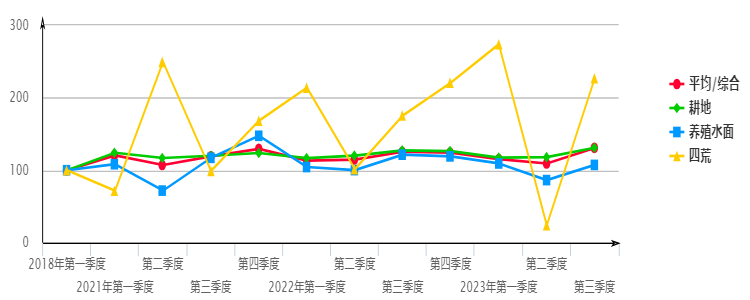 300
200
100
0
2018年第一季度
2021年第一季度
第二季度
第三季度
第四季度
2022年第一季度
第二季度
第三季度
第四季度
2023年第一季度
第二季度
第三季度
平均/综合
耕地
养殖水面
四荒